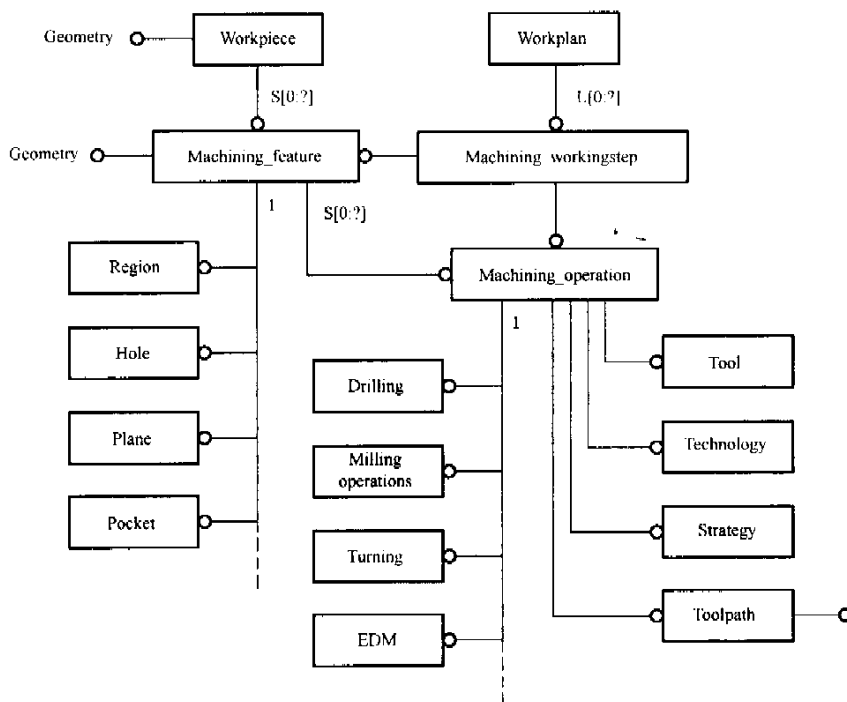 Geometry
Workpiece
Workplan
S[0:?]
L[0:?]
Geometry
Machining_feature
Machining workingstep
1
S[0:?]
Region
Machining_operation
1
Hole
Drilling
Tool
Plane
Milling
operations
Technology
Pocket
Turning
Strategy
EDM
Toolpath